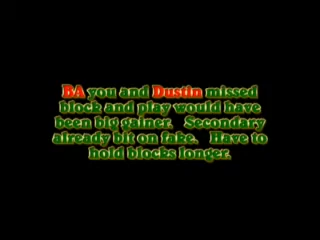 BA you and Dustin missed
block and play would have
been big gainer. Secondary
already bit on fake. Have to
hold blocks longer.